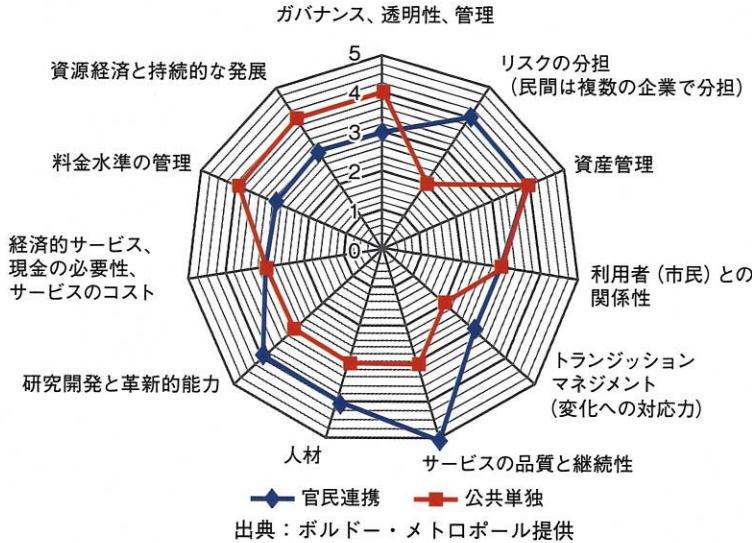 ガバナンス、透明性、管理
リスクの分担
(民間は複数の企業で分担)
資産管理
利用者(市民)との
関係性
トランジッション
マネジメント
(変化への対応力)
サービスの品質と継続性
人材
研究開発と革新的能力
経済的サービス、
現金の必要性、
サービスのコスト
料金水準の管理
資源経済と持続的な発展
5
4
3
2
1
0
官民連携
公共単独
出典：ボルドー・メトロポール提供